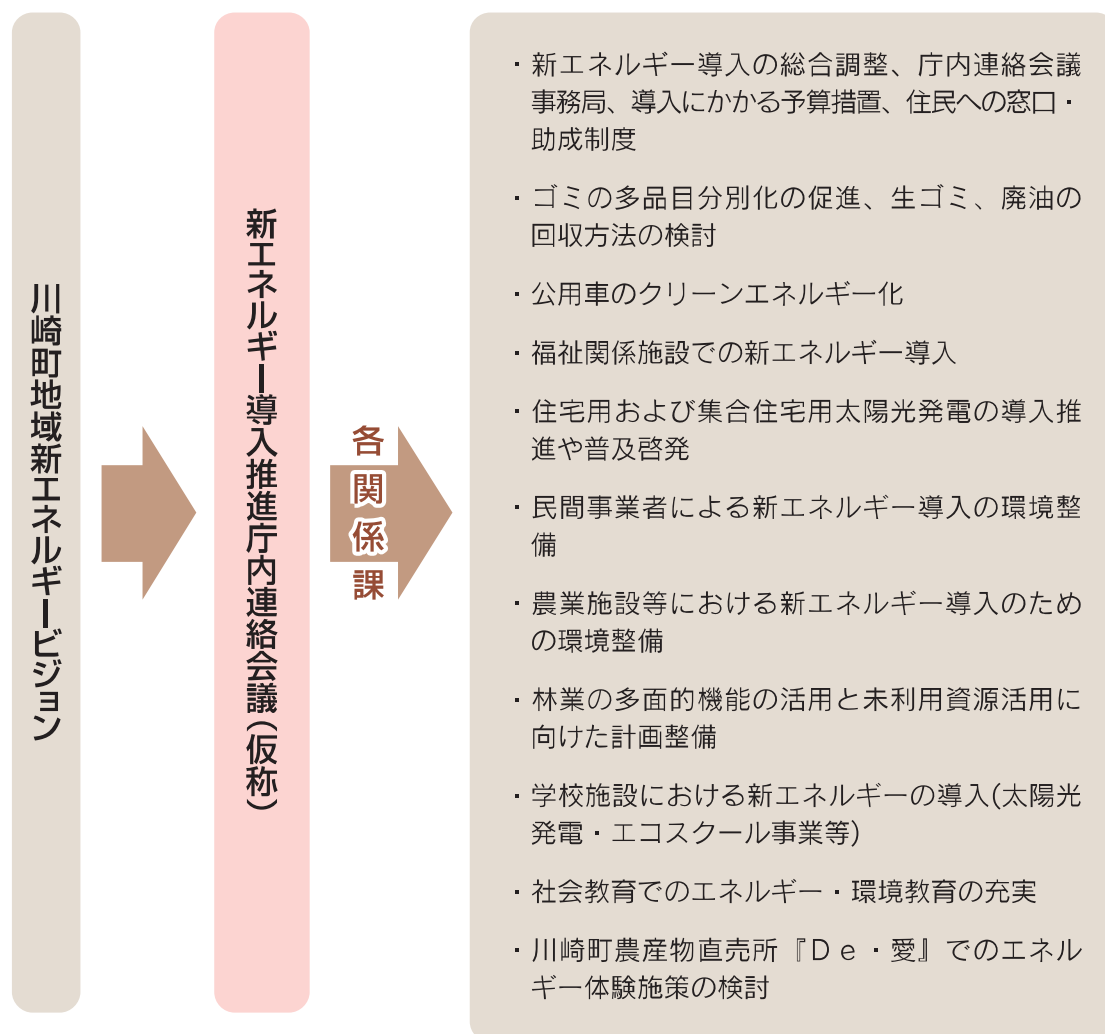 川崎町地域新エネルギービジョン
新エネルギー導入推進庁内連絡会議(仮称)
各関係課
・新エネルギー導入の総合調整、庁内連絡会議
事務局、導入にかかる予算措置、住民への窓口・
助成制度
・ゴミの多品目分別化の促進、生ゴミ、廃油の
回収方法の検討
・公用車のクリーンエネルギー化
・福祉関係施設での新エネルギー導入
・住宅用および集合住宅用太陽光発電の導入推
進や普及啓発
・民間事業者による新エネルギー導入の環境整
備
・農業施設等における新エネルギー導入のため
の環境整備
・林業の多面的機能の活用と未利用資源活用に
向けた計画整備
・学校施設における新エネルギーの導入(太陽光
発電・エコスクール事業等)
・社会教育でのエネルギー・環境教育の充実
・川崎町農産物直売所『De・愛』でのエネル
ギー体験施策の検討